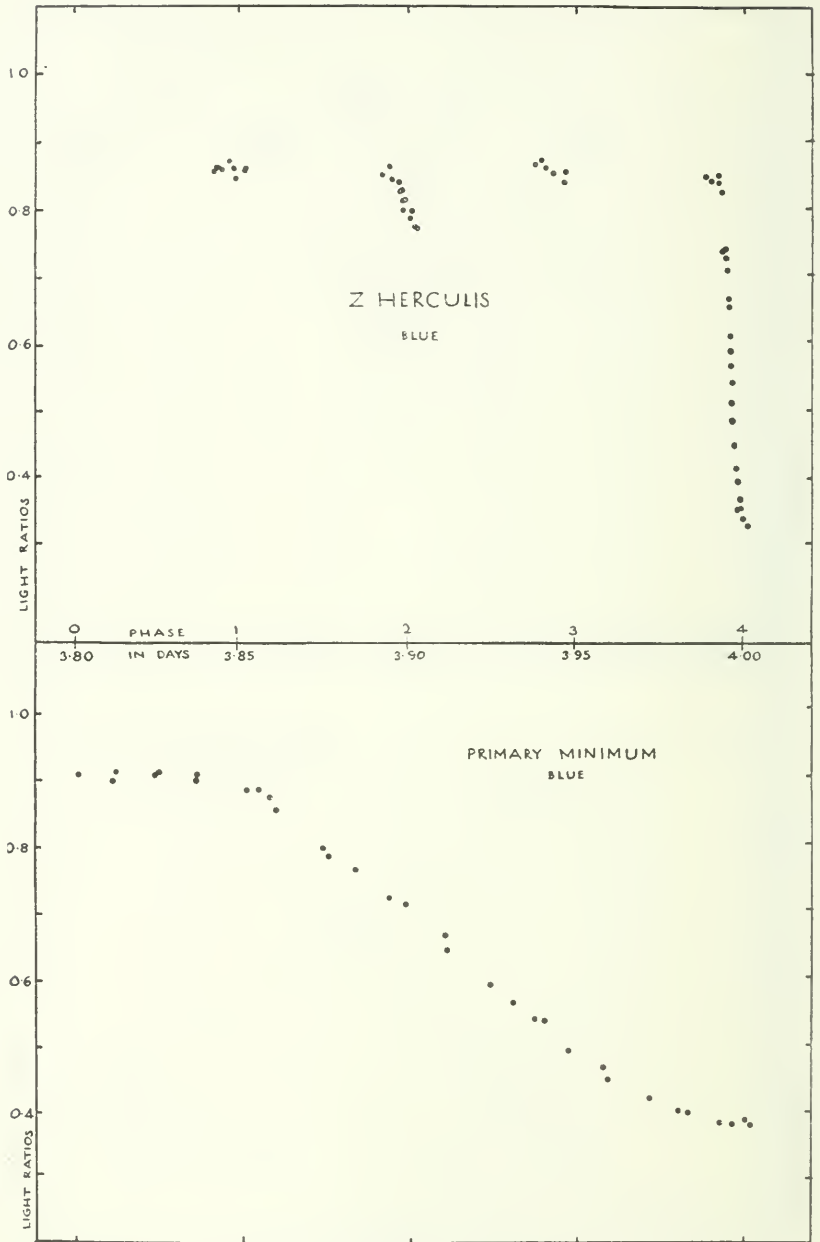 1.0
0.8
Z HERCULIS
BLUE
0.6
0.4
LIGHT RATIOS
0 PHASE 1 2 3 4
3.80 IN DAYS 3.85 3.90 3.95 4.00
1.0
PRIMARY MINIMUM
BLUE
0.8
0.6
0.4
LIGHT RATIOS